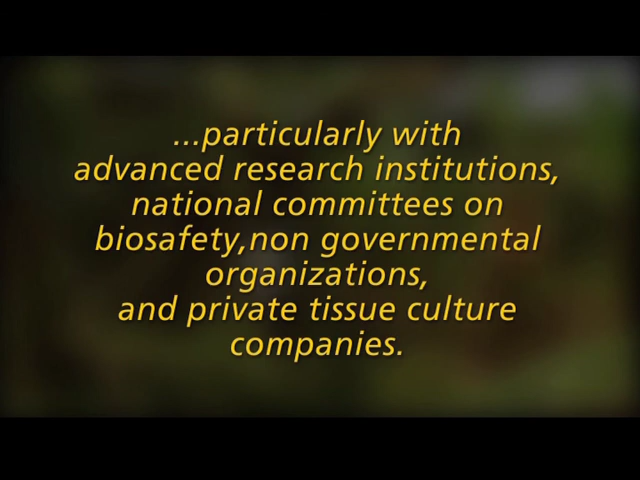 ...particularly with
advanced research institutions,
national committees on
biosafety,non governmental
organizations,
and private tissue culture
companies.